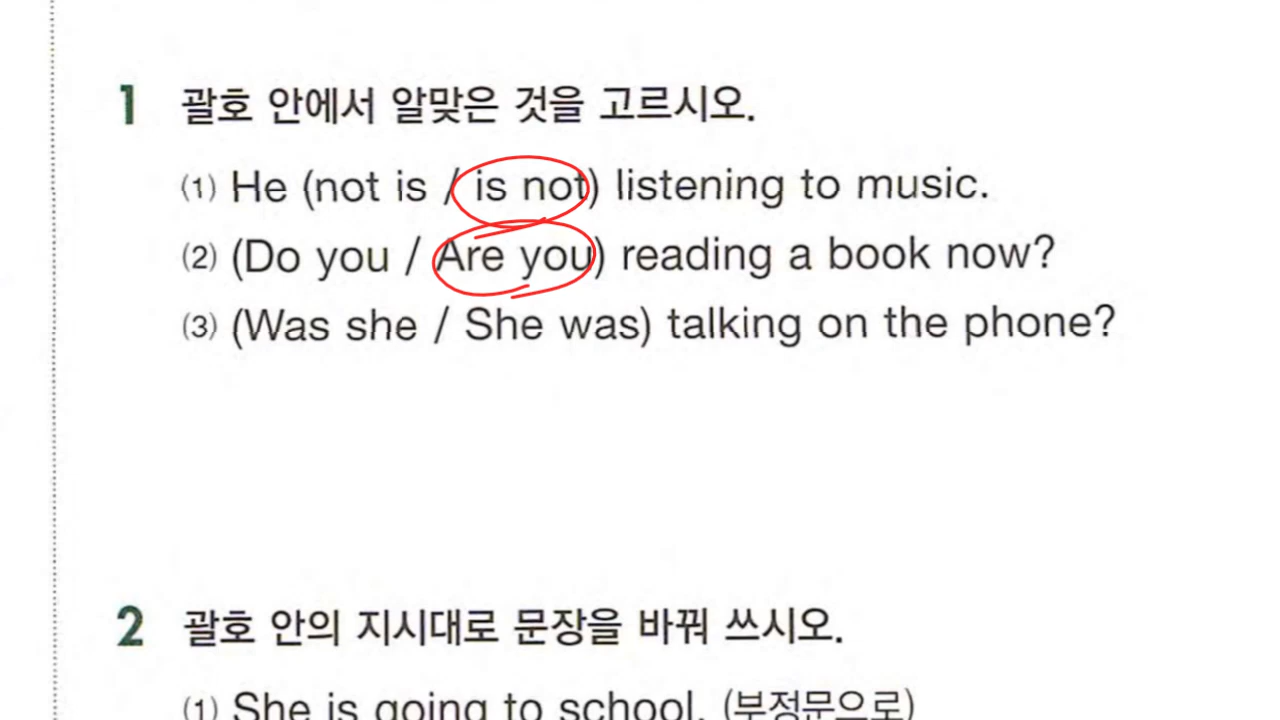 1 괄호 안에서 알맞은 것을 고르시오.
(1) He (not is / is not) listening to music.
(2) (Do you / Are you) reading a book now?
(3) (Was she / She was) talking on the phone?
2 괄호 안의 지시대로 문장을 바꿔 쓰시오.
(1) She is going to school. (부정문으로)